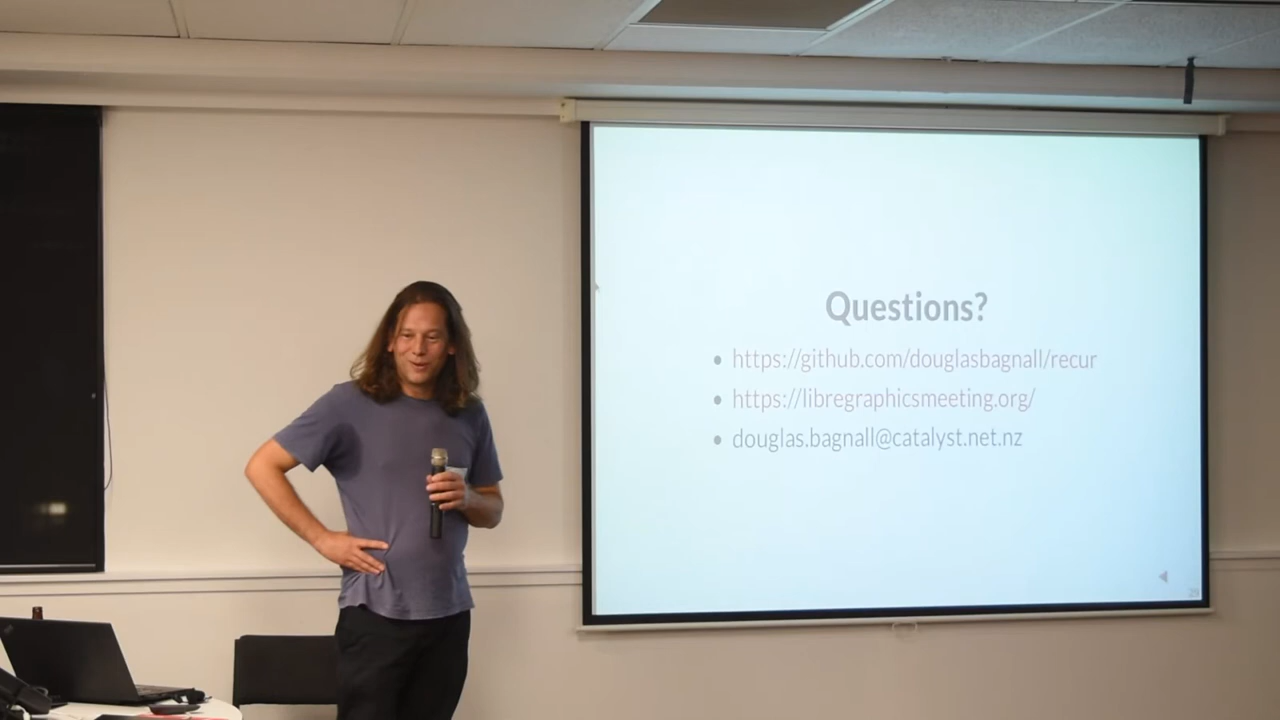 Questions?
https://github.com/douglasbagnall/recur
https://libregraphicsmeeting.org/
douglas.bagnall@catalyst.net.nz